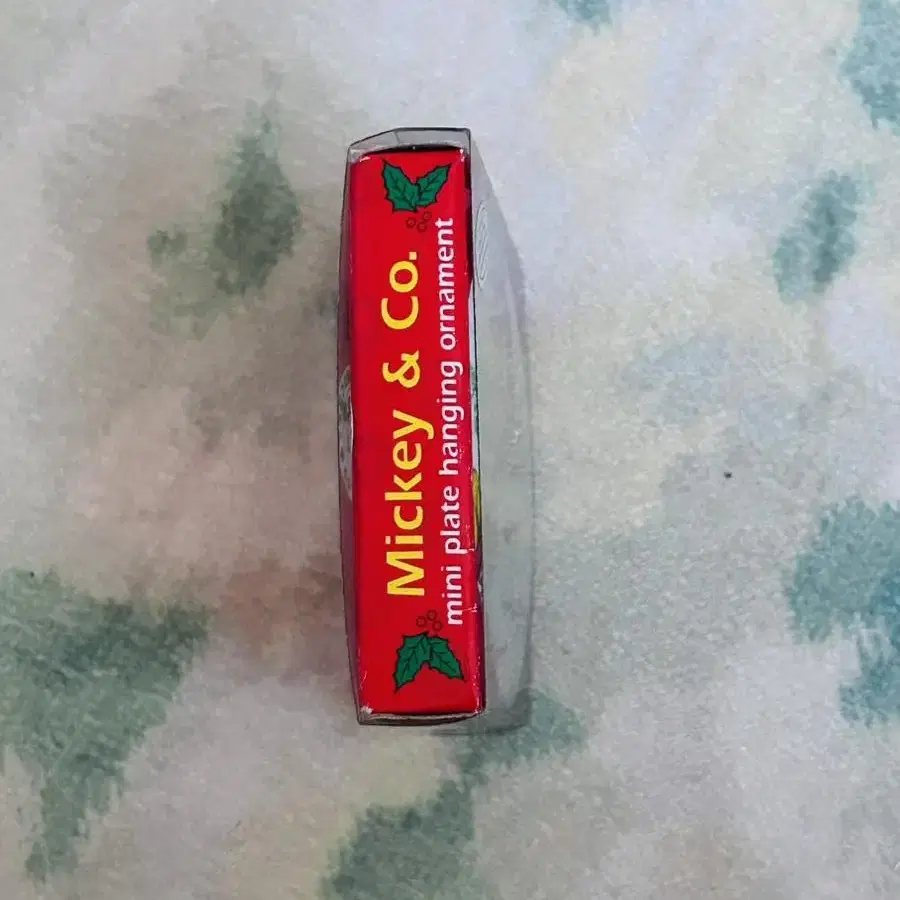 Mickey & Co.
mini plate hanging ornament